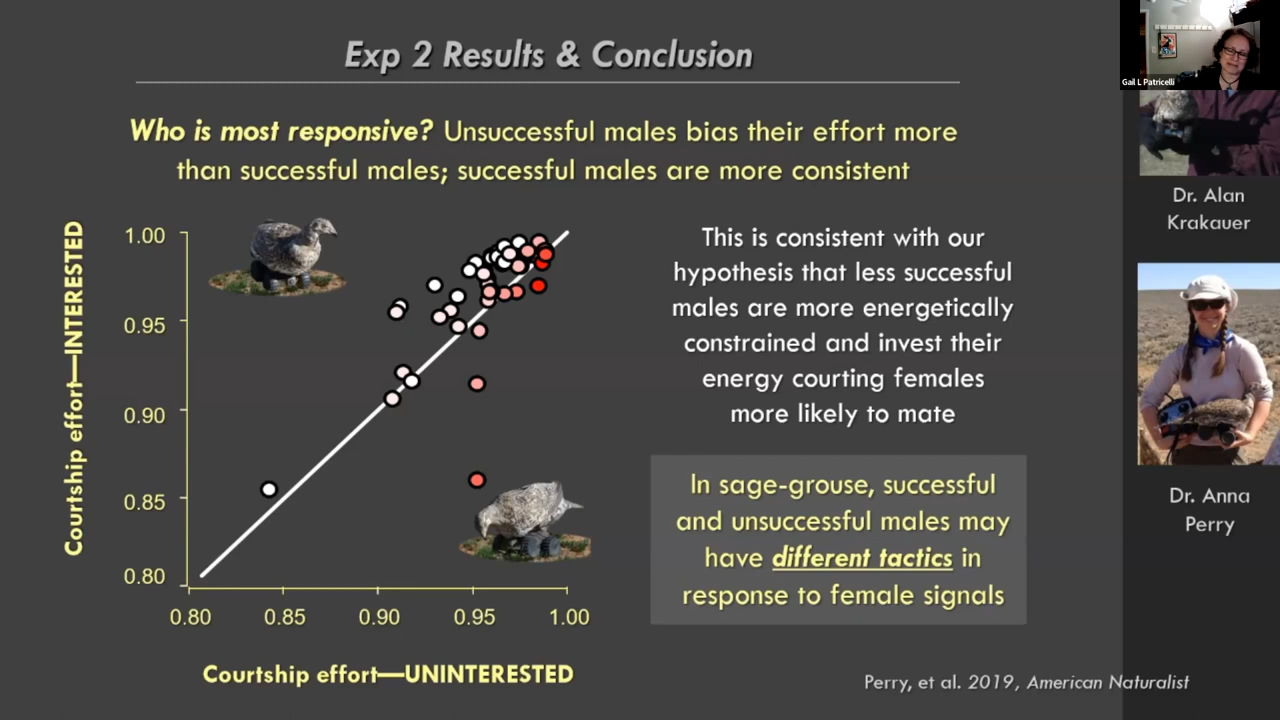 Exp 2 Results & Conclusion
Gail L Patricelli
Who is most responsive? Unsuccessful males bias their effort more
than successful males; successful males are more consistent
Dr. Alan
Krakauer
Courtship effort—INTERESTED
1.00
0.95
0.90
0.85
0.80
0.80 0.85 0.90 0.95 1.00
Courtship effort—UNINTERESTED
This is consistent with our
hypothesis that less successful
males are more energetically
constrained and invest their
energy courting females
more likely to mate
In sage-grouse, successful
and unsuccessful males may
have different tactics in
response to female signals
Dr. Anna
Perry
Perry, et al. 2019, American Naturalist